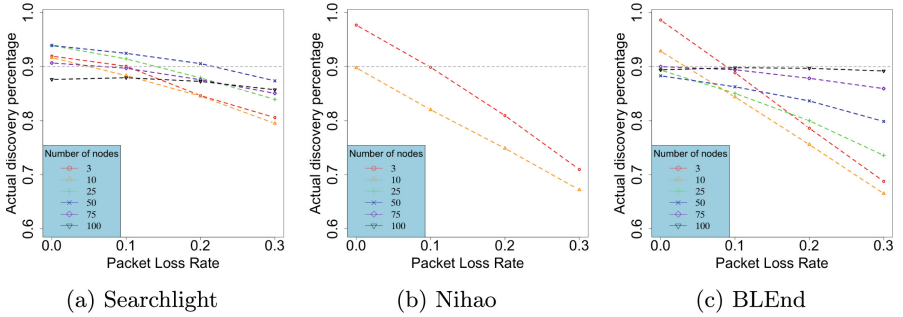 Actual discovery percentage
1.0
0.9
0.8
0.7
0.6
Number of nodes
3
10
25
50
75
100
0.0 0.1 0.2 0.3
Packet Loss Rate
(a) Searchlight
Actual discovery percentage
1.0
0.9
0.8
0.7
0.6
Number of nodes
3
10
25
50
75
100
0.0 0.1 0.2 0.3
Packet Loss Rate
(b) Nihao
Actual discovery percentage
1.0
0.9
0.8
0.7
0.6
Number of nodes
3
10
25
50
75
100
0.0 0.1 0.2 0.3
Packet Loss Rate
(c) BLEnd